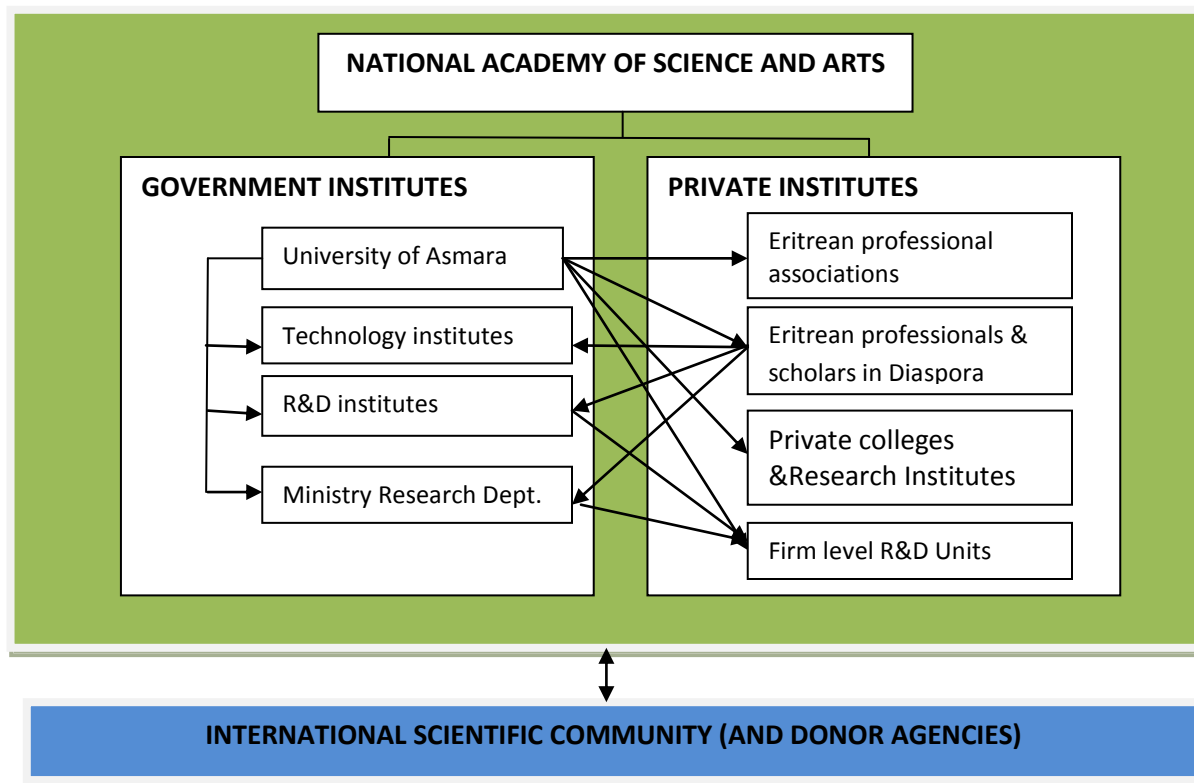 NATIONAL ACADEMY OF SCIENCE AND ARTS
GOVERNMENT INSTITUTES
University of Asmara
Technology institutes
R&D institutes
Ministry Research Dept.
PRIVATE INSTITUTES
Eritrean professional
associations
Eritrean professionals &
scholars in Diaspora
Private colleges
&Research Institutes
Firm level R&D Units
INTERNATIONAL SCIENTIFIC COMMUNITY (AND DONOR AGENCIES)